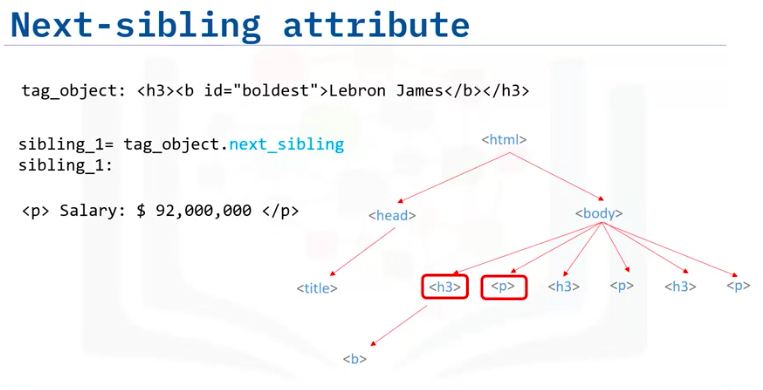 Next-sibling attribute
tag_object: <h3><b id="boldest">Lebron James</b></h3>
sibling_1= tag_object.next_sibling
sibling_1:
<p> Salary: $ 92,000,000 </p>
<html>
<head>
<body>
<title>
<h3>
<p>
<h3>
<p>
<h3>
<p>
<b>